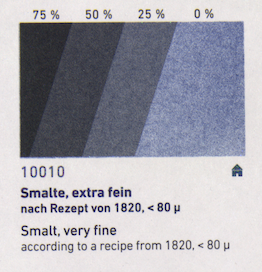 75 % 50 % 25 % 0 %
10010
Smalte, extra fein
nach Rezept von 1820, < 80 µ
Smalt, very fine
according to a recipe from 1820, < 80 µ